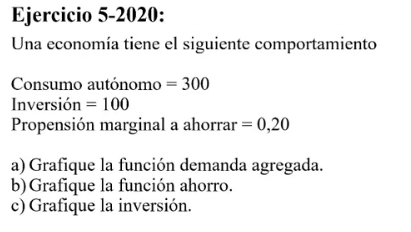 Ejercicio 5-2020:
Una economía tiene el siguiente comportamiento
Consumo autónomo = 300
Inversión = 100
Propensión marginal a ahorrar = 0,20
a) Grafique la función demanda agregada.
b) Grafique la función ahorro.
c) Grafique la inversión.